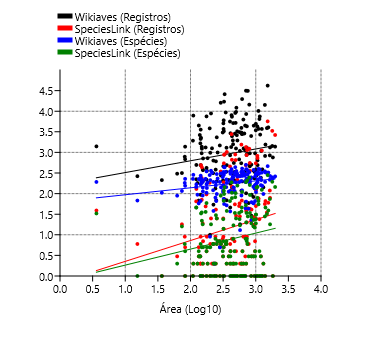 Wikiaves (Registros)
SpeciesLink (Registros)
Wikiaves (Espécies)
SpeciesLink (Espécies)
4.5
4.0
3.5
3.0
2.5
2.0
1.5
1.0
0.5
0.0
0.0 0.5 1.0 1.5 2.0 2.5 3.0 3.5 4.0
Área (Log10)